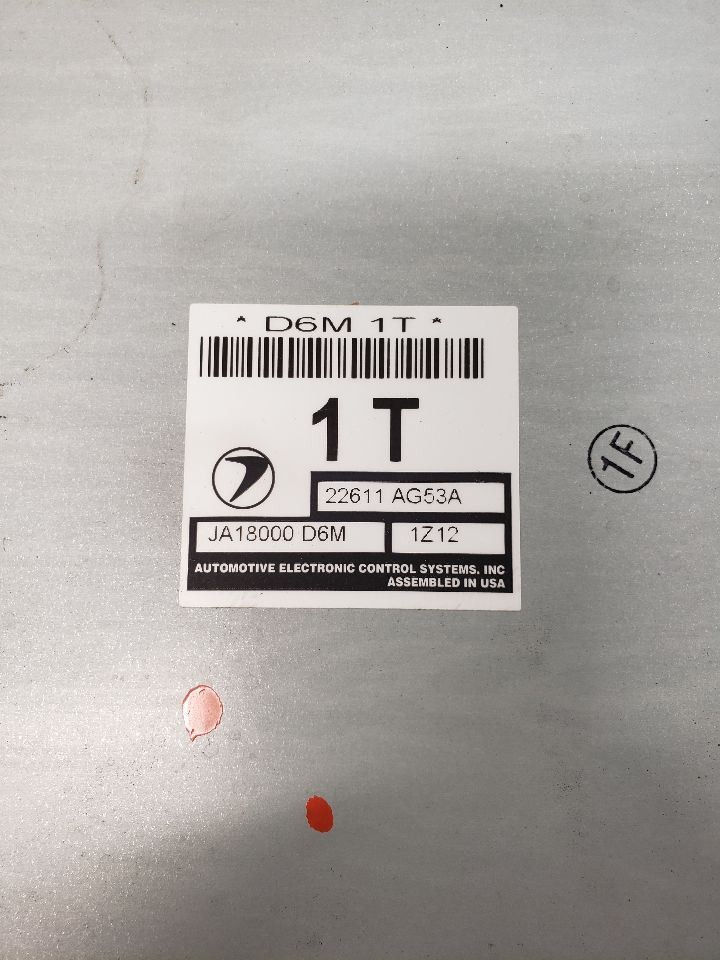 * D6M 1T *
1 T
22611 AG53A
JA18000 D6M
1Z12
AUTOMOTIVE ELECTRONIC CONTROL SYSTEMS, INC
ASSEMBLED IN USA
1F